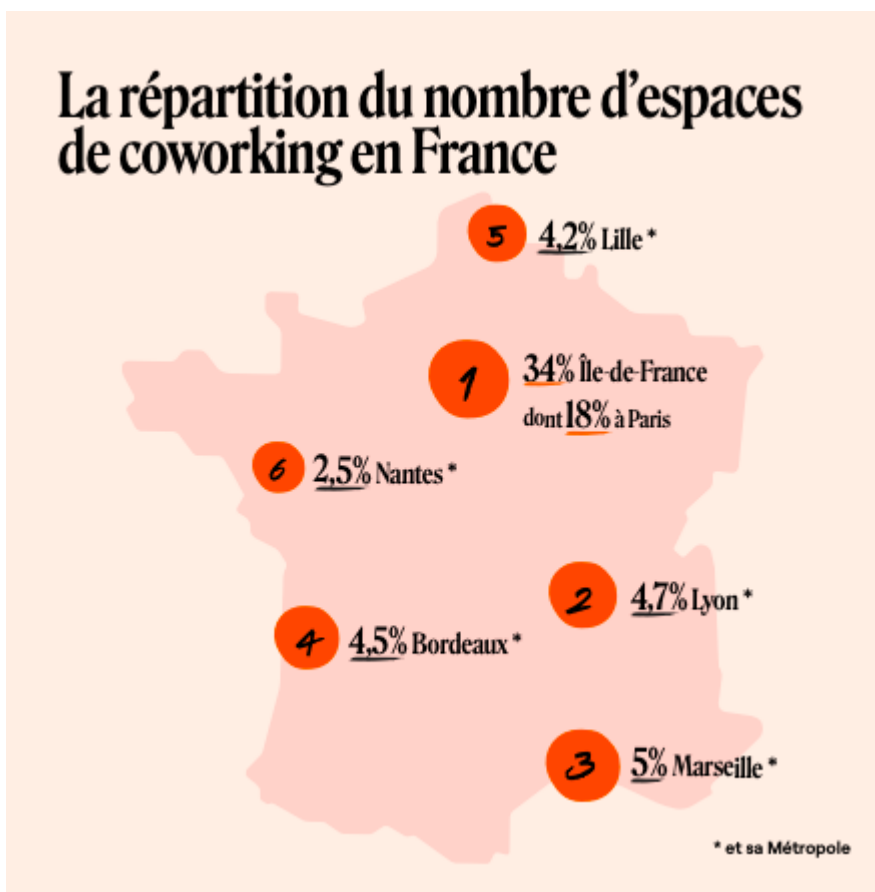 La répartition du nombre d’espaces
de coworking en France
5
4,2% Lille *
1
34% Île-de-France
dont 18% à Paris
6
2,5% Nantes *
2
4,7% Lyon *
4
4,5% Bordeaux *
3
5% Marseille *
* et sa Métropole